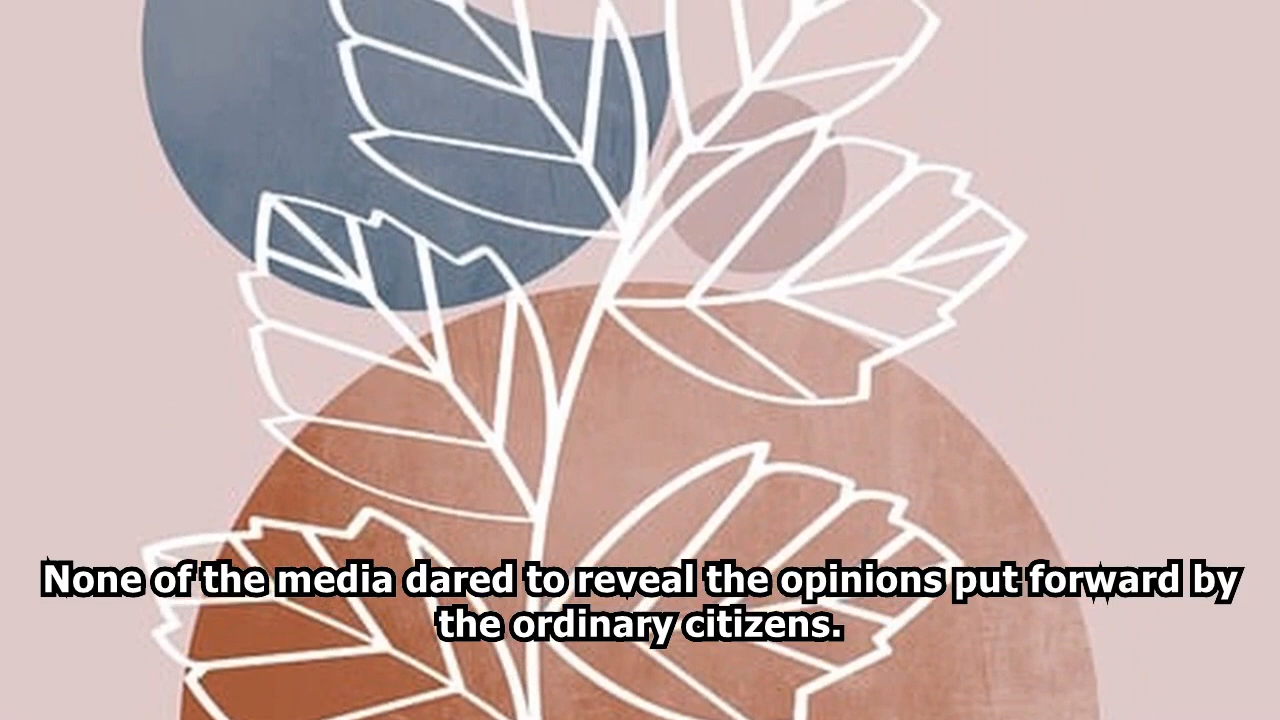 None of the media dared to reveal the opinions put forward by
the ordinary citizens.